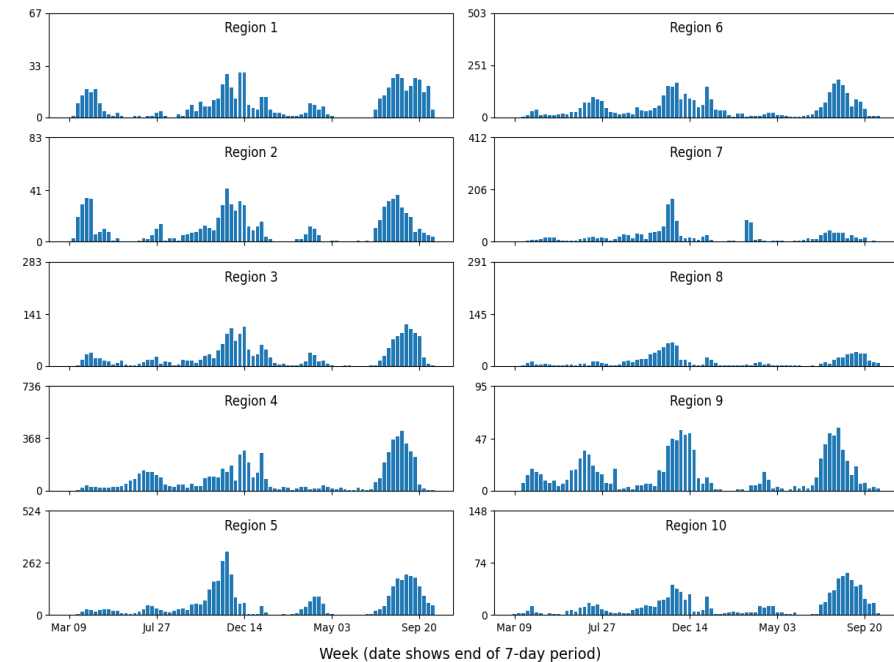 67
33
0
Region 1
503
251
0
Region 6
83
41
0
Region 2
412
206
0
Region 7
283
141
0
Region 3
291
145
0
Region 8
736
368
0
Region 4
95
47
0
Region 9
524
262
0
Region 5
148
74
0
Region 10
Mar 09 Jul 27 Dec 14 May 03 Sep 20
Mar 09 Jul 27 Dec 14 May 03 Sep 20
Week (date shows end of 7-day period)